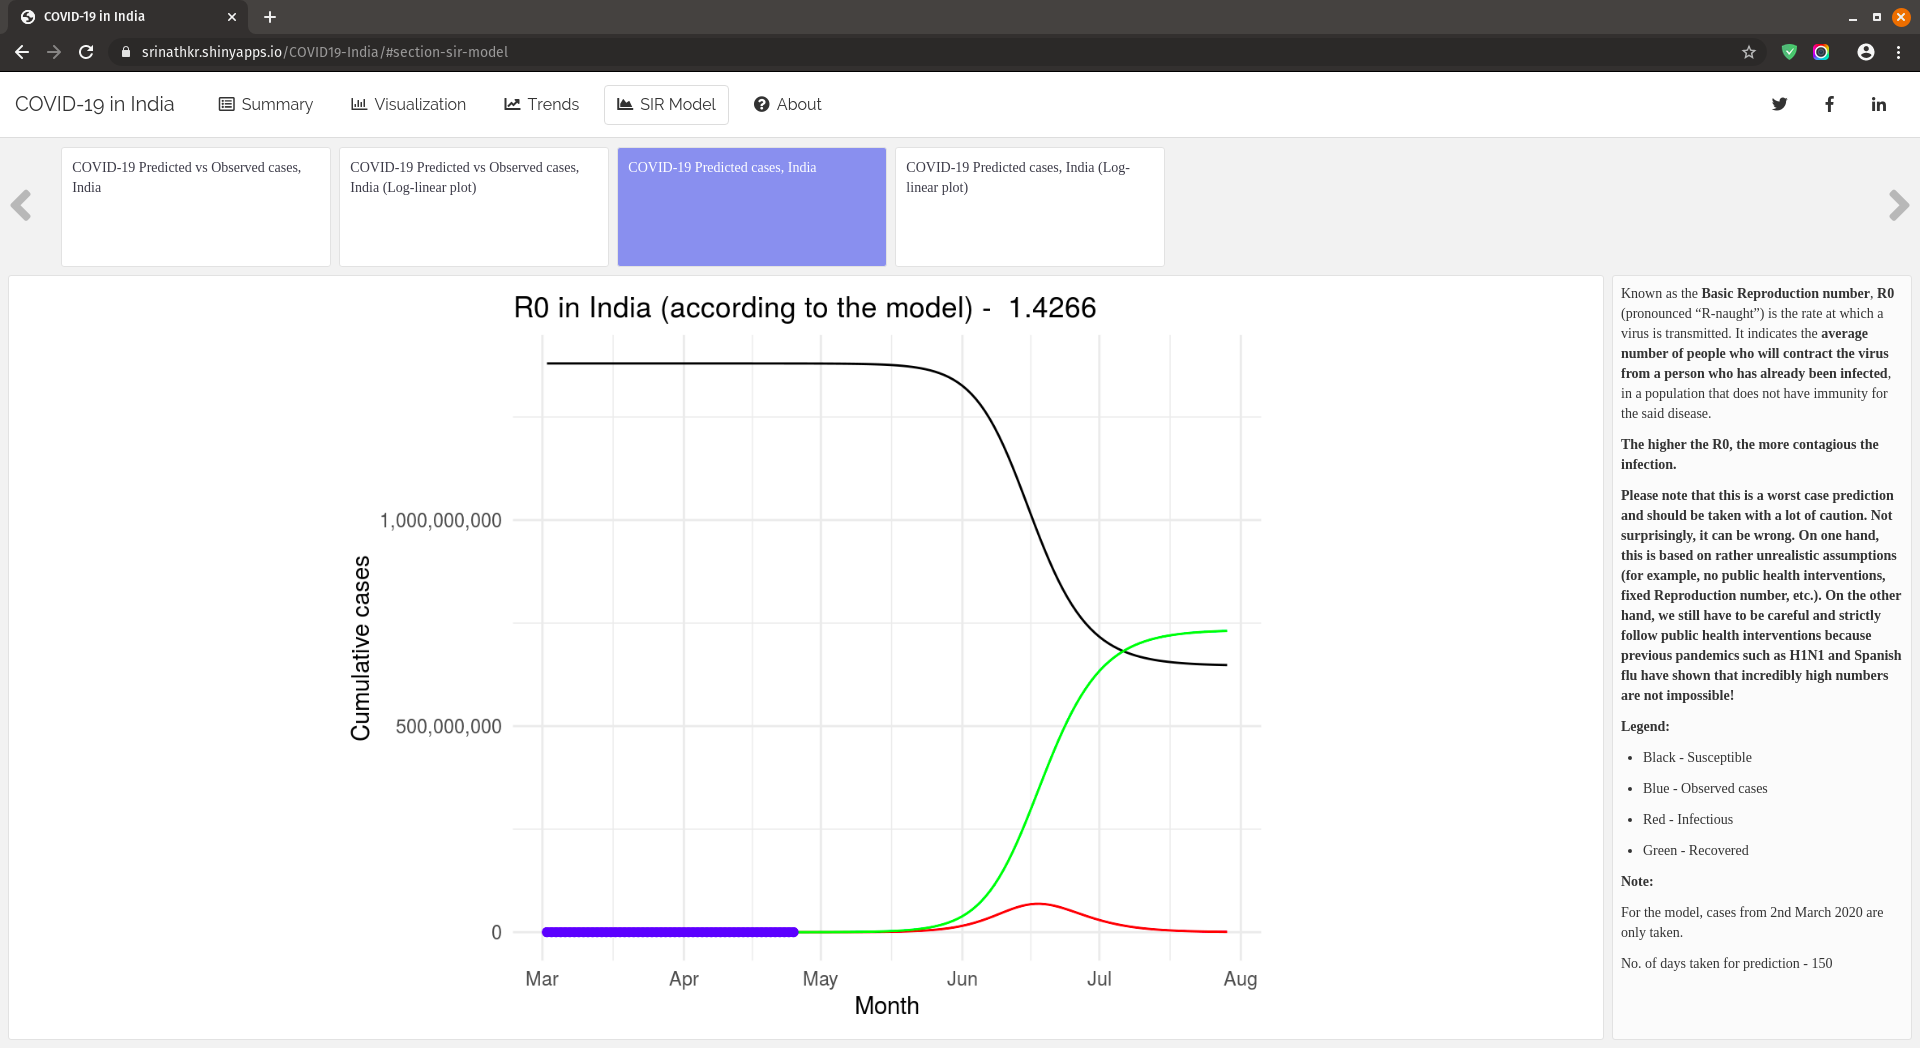 COVID-19 in India
srinathkr.shinyapps.io/COVID19-India/#section-sir-model
COVID-19 in India
Summary
Visualization
Trends
SIR Model
About
COVID-19 Predicted vs Observed cases,
India
COVID-19 Predicted vs Observed cases,
India (Log-linear plot)
COVID-19 Predicted cases, India
COVID-19 Predicted cases, India (Log-
linear plot)
R0 in India (according to the model) -  1.4266
Cumulative cases
1,000,000,000
500,000,000
0
Mar
Apr
May
Jun
Jul
Aug
Month
Known as the Basic Reproduction number, R0
(pronounced “R-naught”) is the rate at which a
virus is transmitted. It indicates the average
number of people who will contract the virus
from a person who has already been infected,
in a population that does not have immunity for
the said disease.
The higher the R0, the more contagious the
infection.
Please note that this is a worst case prediction
and should be taken with a lot of caution. Not
surprisingly, it can be wrong. On one hand,
this is based on rather unrealistic assumptions
(for example, no public health interventions,
fixed Reproduction number, etc.). On the other
hand, we still have to be careful and strictly
follow public health interventions because
previous pandemics such as H1N1 and Spanish
flu have shown that incredibly high numbers
are not impossible!
Legend:
• Black - Susceptible
• Blue - Observed cases
• Red - Infectious
• Green - Recovered
Note:
For the model, cases from 2nd March 2020 are
only taken.
No. of days taken for prediction - 150